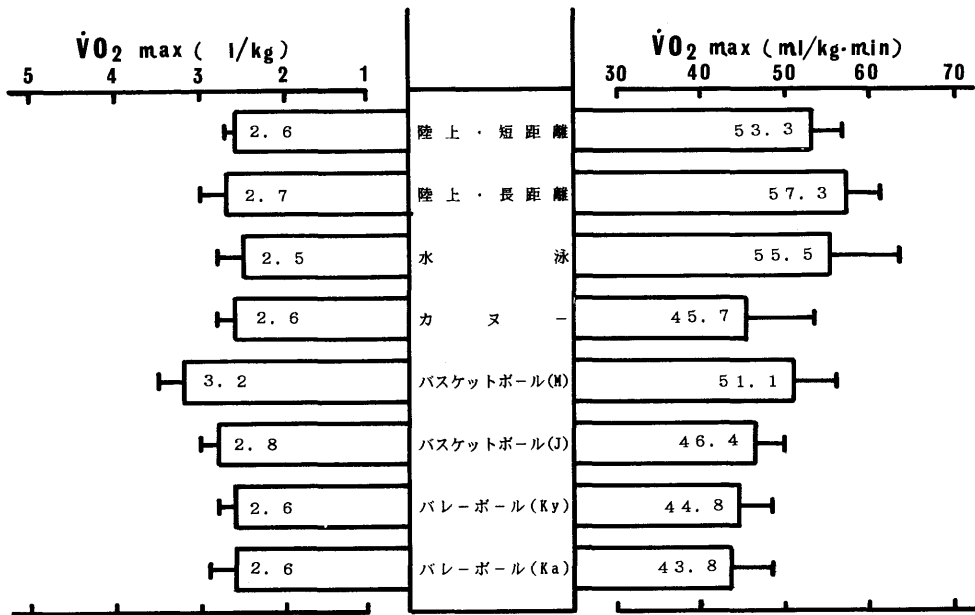 V̇O2 max ( l/kg)
V̇O2 max (ml/kg·min)
5 4 3 2 1
30 40 50 60 70
2.6 陸上・短距離 53.3
2.7 陸上・長距離 57.3
2.5 水泳 55.5
2.6 カヌー 45.7
3.2 バスケットボール(M) 51.1
2.8 バスケットボール(J) 46.4
2.6 バレーボール(Ky) 44.8
2.6 バレーボール(Ka) 43.8